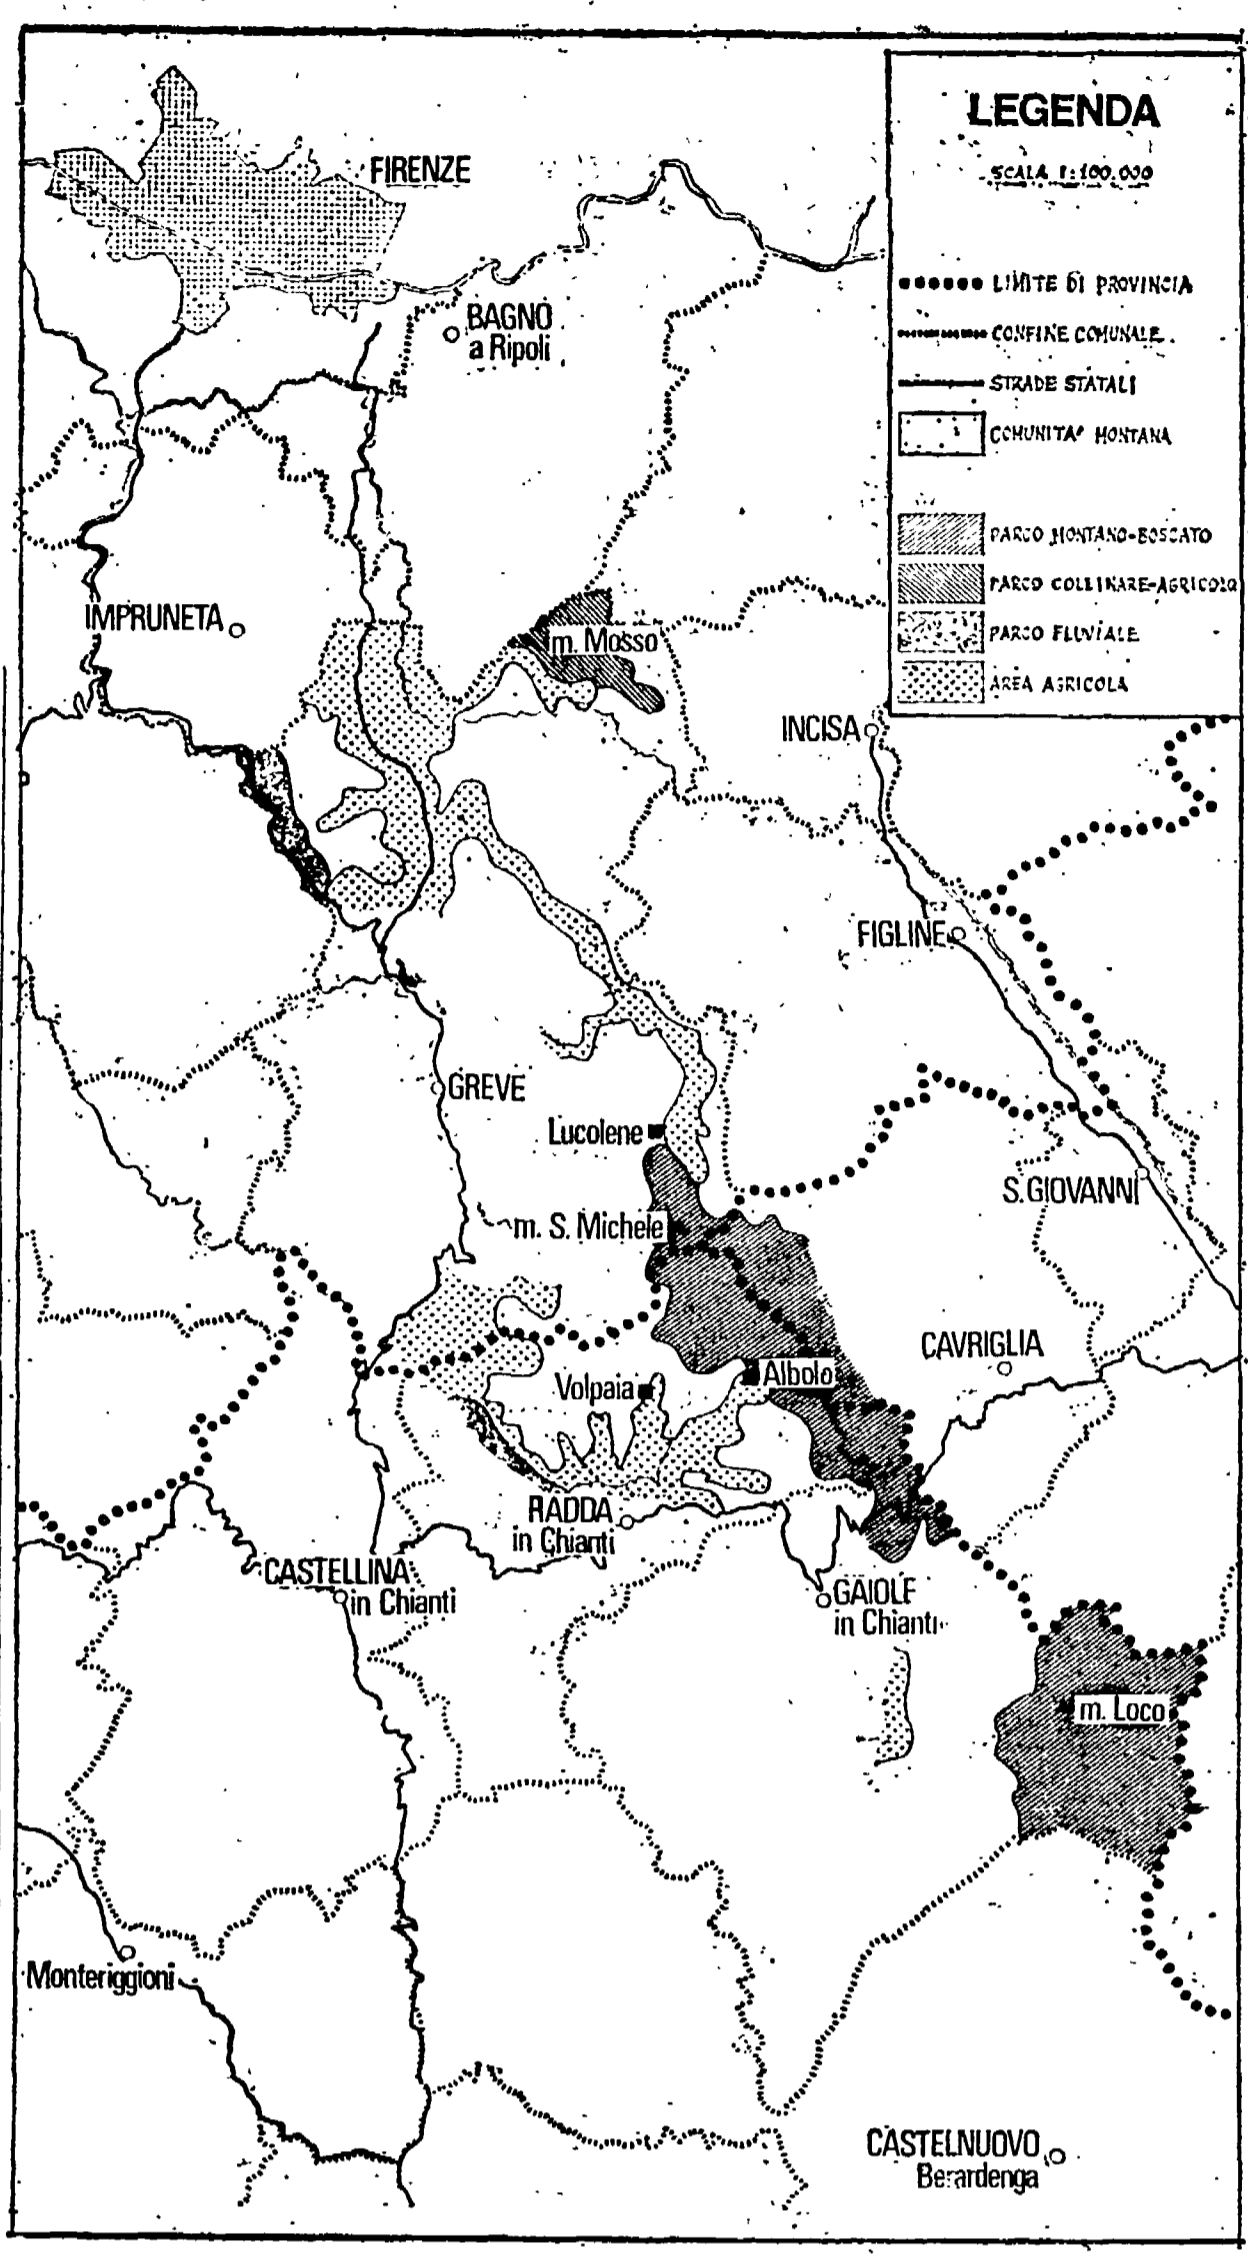 LEGENDA
SCALA 1:100.000
LIMITE DI PROVINCIA
CONFINE COMUNALE
STRADE STATALI
COMUNITA' MONTANA
PARCO MONTANO-BOSCATO
PARCO COLLINARE-AGRICOLO
PARCO FLUVIALE
AREA AGRICOLA
FIRENZE
BAGNO
a Ripoli
IMPRUNETA
m. Mosso
INCISA
FIGLINE
GREVE
Lucolene
S. GIOVANNI
m. S. Michele
CAVRIGLIA
Albolo
Volpaia
RADDA
in Chianti
CASTELLINA
in Chianti
GAIOLE
in Chianti
m. Loco
Monteriggioni
CASTELNUOVO
Berardenga